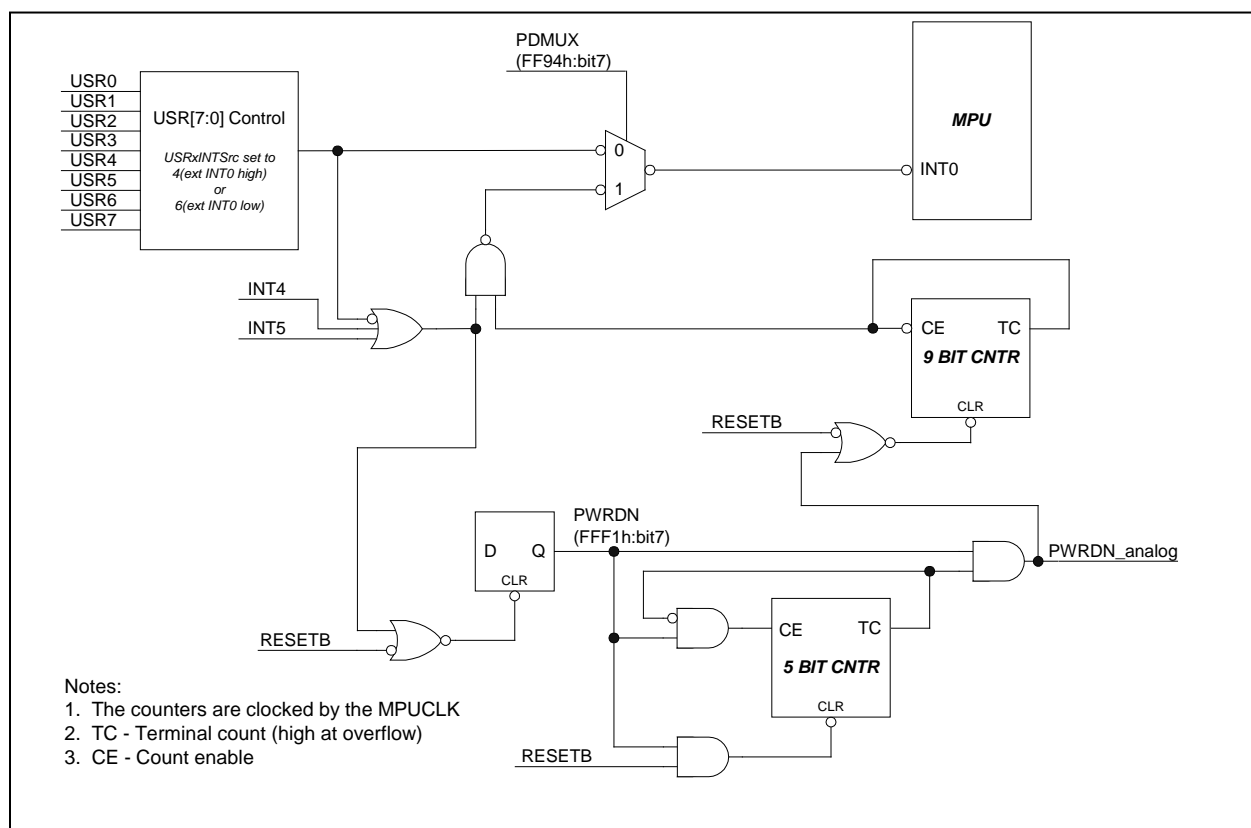 PDMUX
(FF94h:bit7)
USR0
USR1
USR2
USR3
USR4
USR5
USR6
USR7
USR[7:0] Control
USRxINTSrc set to
4(ext INT0 high)
or
6(ext INT0 low)
0
1
MPU
INT0
INT4
INT5
CE TC
9 BIT CNTR
CLR
RESETB
D Q
CLR
PWRDN
(FFF1h:bit7)
PWRDN_analog
RESETB
CE TC
5 BIT CNTR
CLR
RESETB
Notes:
1. The counters are clocked by the MPUCLK
2. TC - Terminal count (high at overflow)
3. CE - Count enable